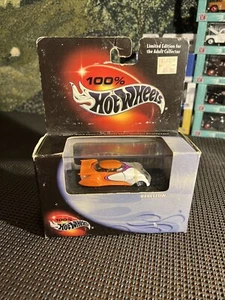 Limited Edition for the
Adult Collector
100%
HOT WHEELS
100%
HOT WHEELS